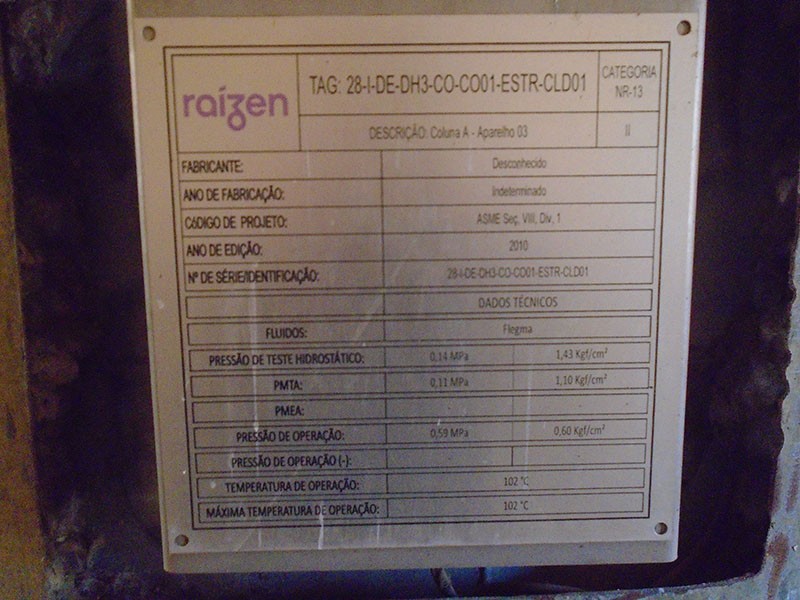 raízen
TAG: 28-I-DE-DH3-CO-CO01-ESTR-CLD01
CATEGORIA
NR-13
DESCRIÇÃO: Coluna A - Aparelho 03
II
FABRICANTE: Desconhecido
ANO DE FABRICAÇÃO: Indeterminado
CóDIGO DE PROJETO: ASME Seç, VIII, Div, 1
ANO DE EDIÇÃO: 2010
Nº DE SÉRIE/IDENTIFICAÇÃO: 28-I-DE-DH3-CO-CO01-ESTR-CLD01
DADOS TÉCNICOS
FLUIDOS: Flegma
PRESSÃO DE TESTE HIDROSTÁTICO: 0,14 MPa 1,43 Kgf/cm²
PMTA: 0,11 MPa 1,10 Kgf/cm²
PMEA: - -
PRESSÃO DE OPERAÇÃO: 0,59 MPa 0,60 Kgf/cm²
PRESSÃO DE OPERAÇÃO (-): - -
TEMPERATURA DE OPERAÇÃO: 102 °C
MÁXIMA TEMPERATURA DE OPERAÇÃO: 102 °C